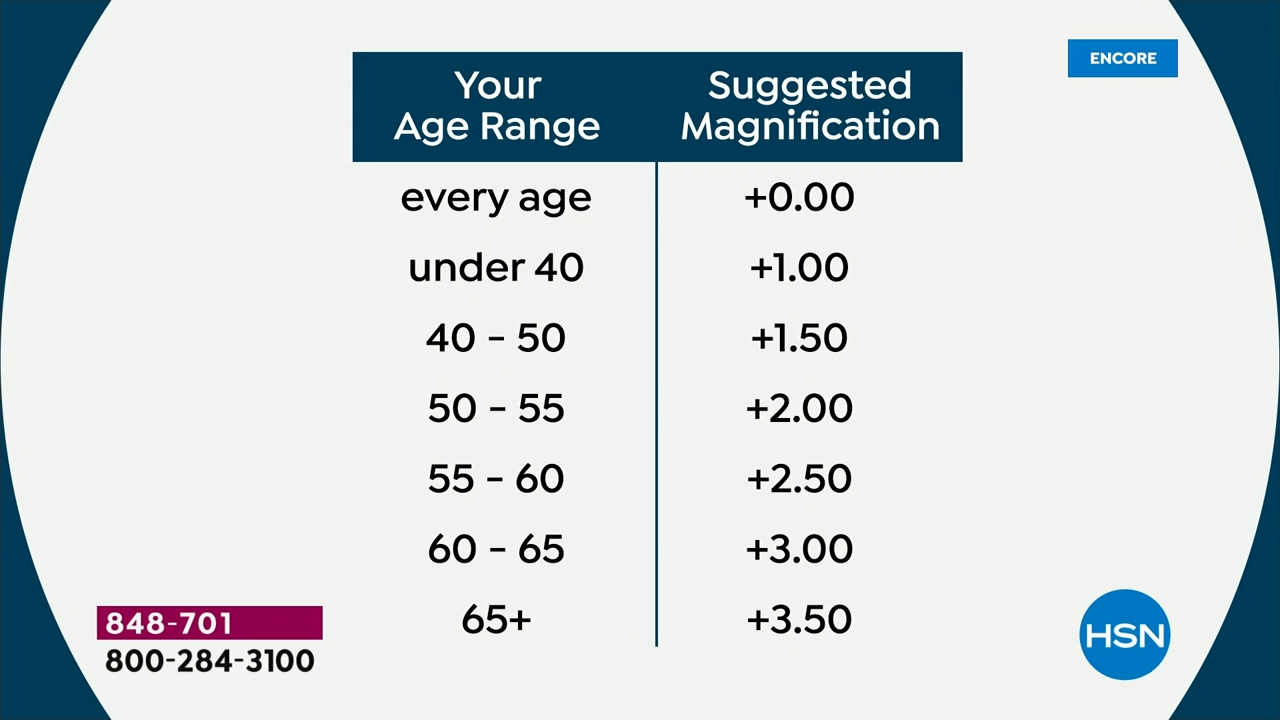 ENCORE
Your
Age Range
Suggested
Magnification
every age +0.00
under 40 +1.00
40 - 50 +1.50
50 - 55 +2.00
55 - 60 +2.50
60 - 65 +3.00
65+ +3.50
848-701
800-284-3100
HSN